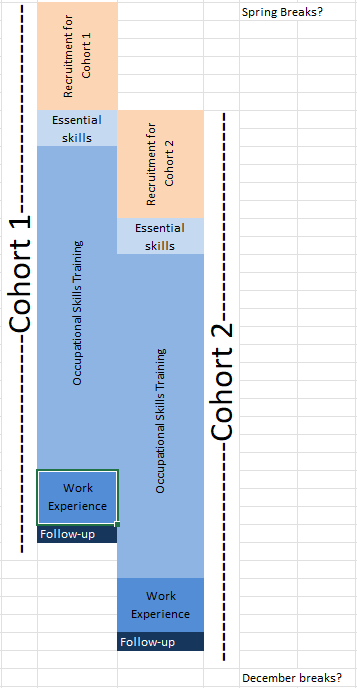 Spring Breaks?
Recruitment for
Cohort 1
Essential
skills
Recruitment for
Cohort 2
Essential
skills
Cohort 1
Occupational Skills Training
Cohort 2
Occupational Skills Training
Work
Experience
Follow-up
Work
Experience
Follow-up
December breaks?